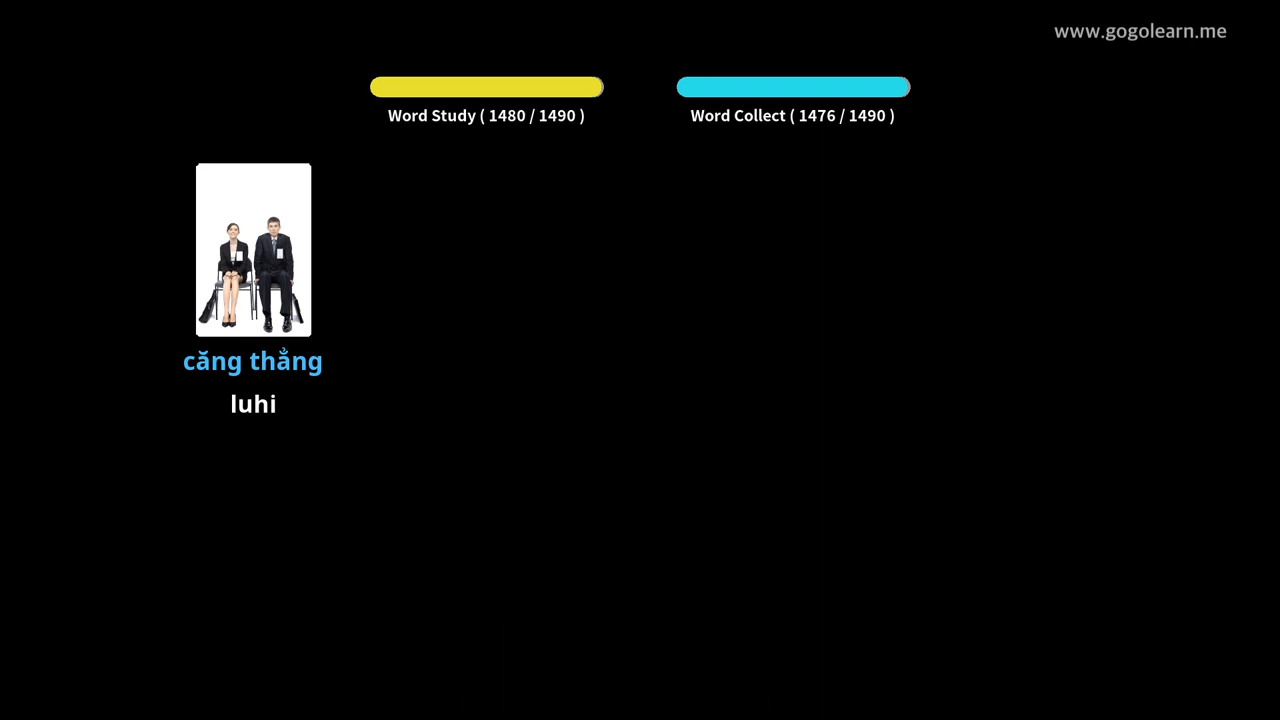 www.gogolearn.me
Word Study ( 1480 / 1490 )
Word Collect ( 1476 / 1490 )
căng thẳng
luhi